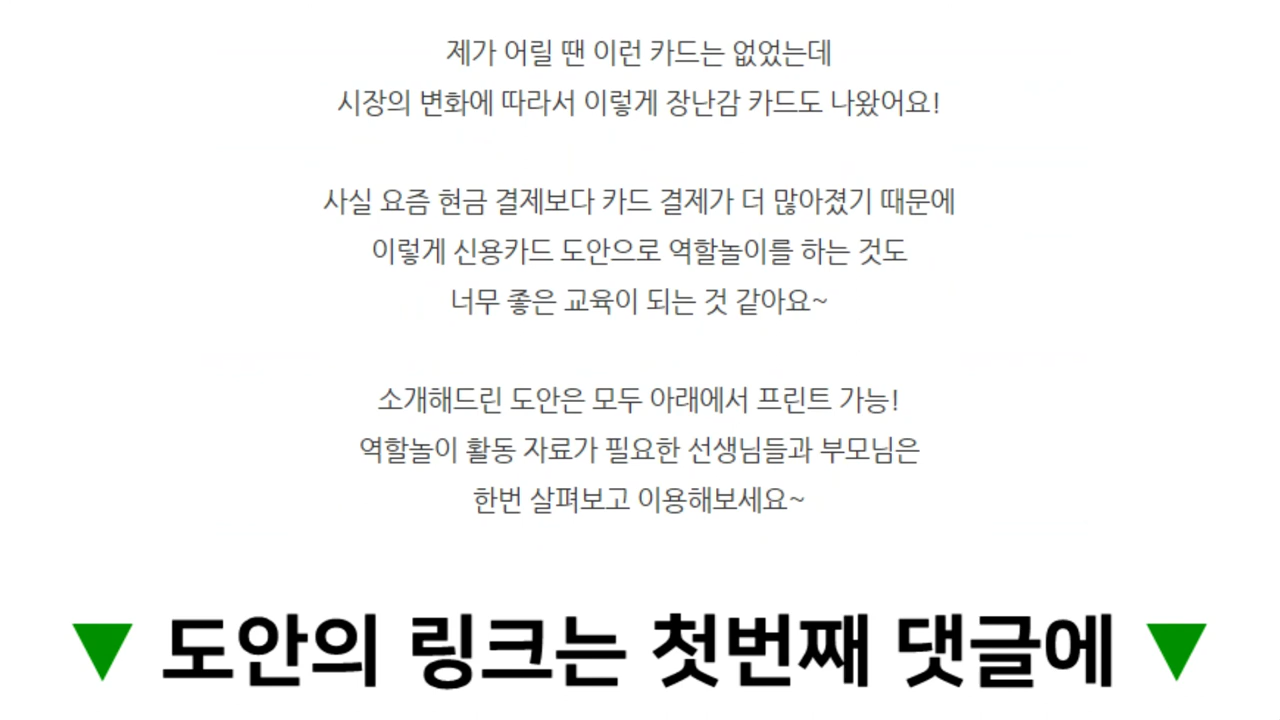 제가 어릴 땐 이런 카드는 없었는데
시장의 변화에 따라서 이렇게 장난감 카드도 나왔어요!
사실 요즘 현금 결제보다 카드 결제가 더 많아졌기 때문에
이렇게 신용카드 도안으로 역할놀이를 하는 것도
너무 좋은 교육이 되는 것 같아요~
소개해드린 도안은 모두 아래에서 프린트 가능!
역할놀이 활동 자료가 필요한 선생님들과 부모님은
한번 살펴보고 이용해보세요~
▼ 도안의 링크는 첫번째 댓글에 ▼